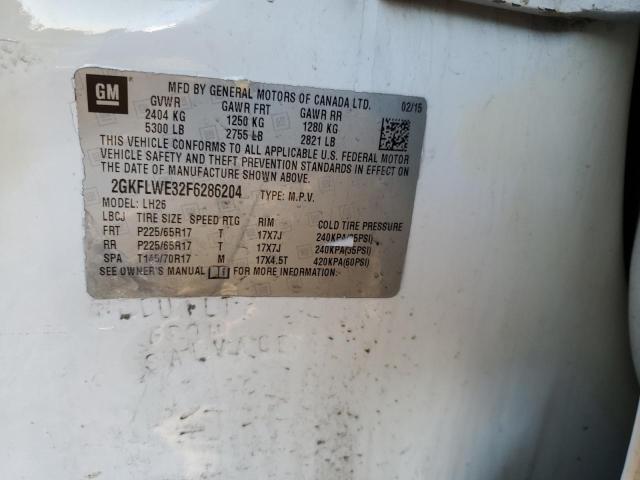 GM
MFD BY GENERAL MOTORS OF CANADA LTD.
GVWR GAWR FRT GAWR RR 02/15
2404 KG 1250 KG 1280 KG
5300 LB 2755 LB 2821 LB
THIS VEHICLE CONFORMS TO ALL APPLICABLE U.S. FEDERAL MOTOR
VEHICLE SAFETY AND THEFT PREVENTION STANDARDS IN EFFECT ON
THE DATE OF MANUFACTURE SHOWN ABOVE.
2GKFLWE32F6286204 TYPE: M.P.V.
MODEL: LH26
LBCJ TIRE SIZE SPEED RTG RIM COLD TIRE PRESSURE
FRT P225/65R17 T 17X7J 240KPA(35PSI)
RR P225/65R17 T 17X7J 240KPA(35PSI)
SPA T145/70R17 M 17X4.5T 420KPA(60PSI)
SEE OWNER'S MANUAL FOR MORE INFORMATION.